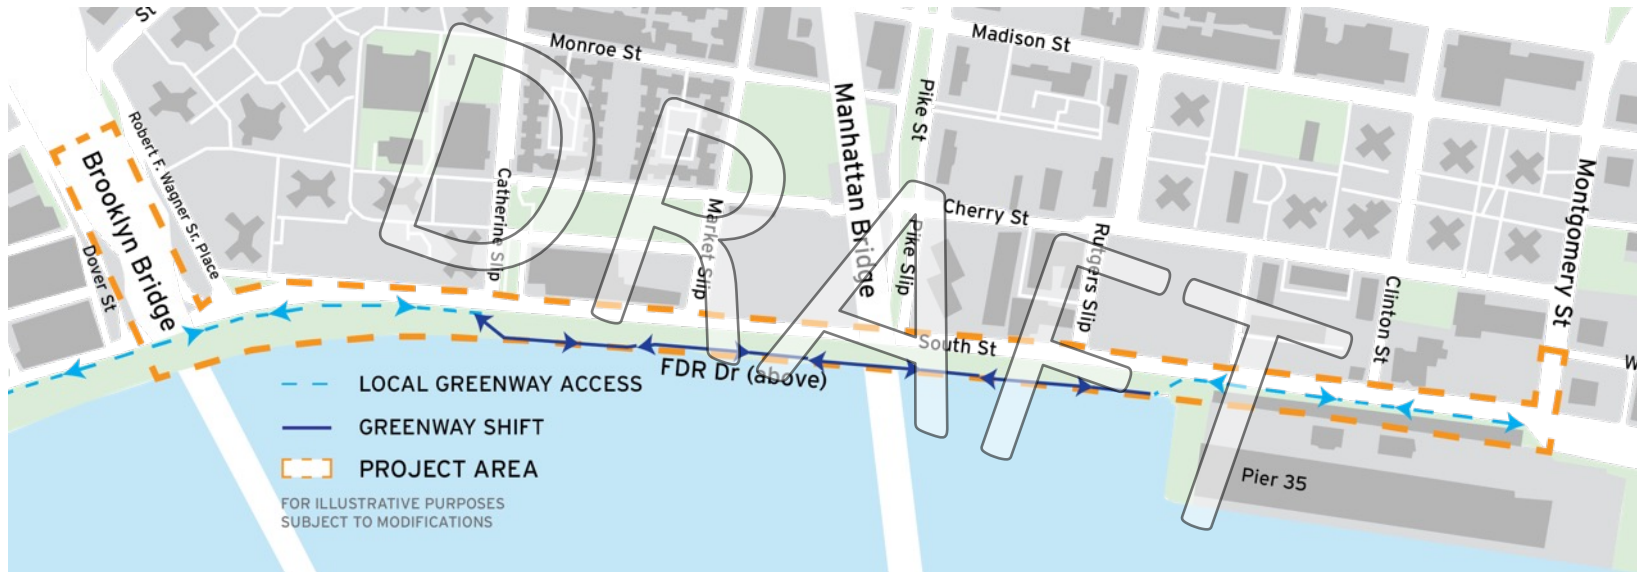 St
Monroe St
Madison St
Pike St
Manhattan Bridge
Robert F. Wagner Sr. Place
Brooklyn Bridge
Dover St
Catherine Slip
Market Slip
Slip
Pike Slip
Cherry St
Rutgers Slip
Clinton St
Montgomery St
W
South St
FDR Dr (above)
Pier 35
DRAFT
LOCAL GREENWAY ACCESS
GREENWAY SHIFT
PROJECT AREA
FOR ILLUSTRATIVE PURPOSES
SUBJECT TO MODIFICATIONS